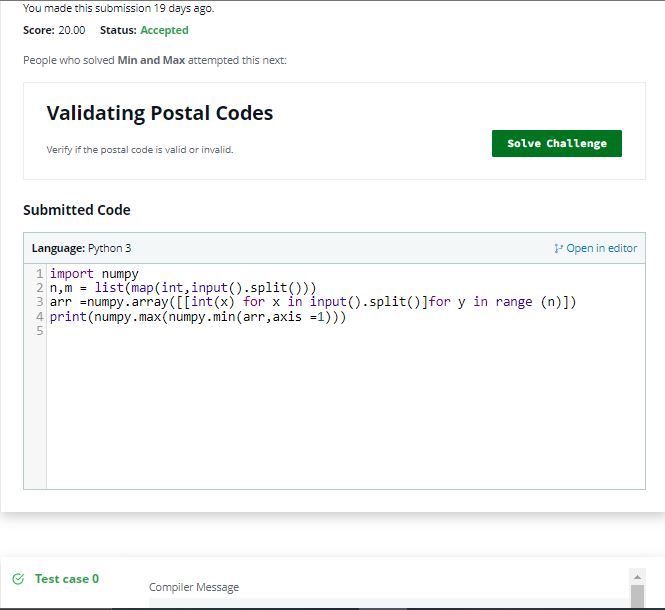 You made this submission 19 days ago.
Score: 20.00 Status: Accepted
People who solved Min and Max attempted this next:
Validating Postal Codes
Verify if the postal code is valid or invalid.
Solve Challenge
Submitted Code
Language: Python 3
Open in editor
1 import numpy
2 n,m = list(map(int,input().split()))
3 arr =numpy.array([[int(x) for x in input().split()]for y in range (n)])
4 print(numpy.max(numpy.min(arr,axis =1)))
5
Test case 0
Compiler Message